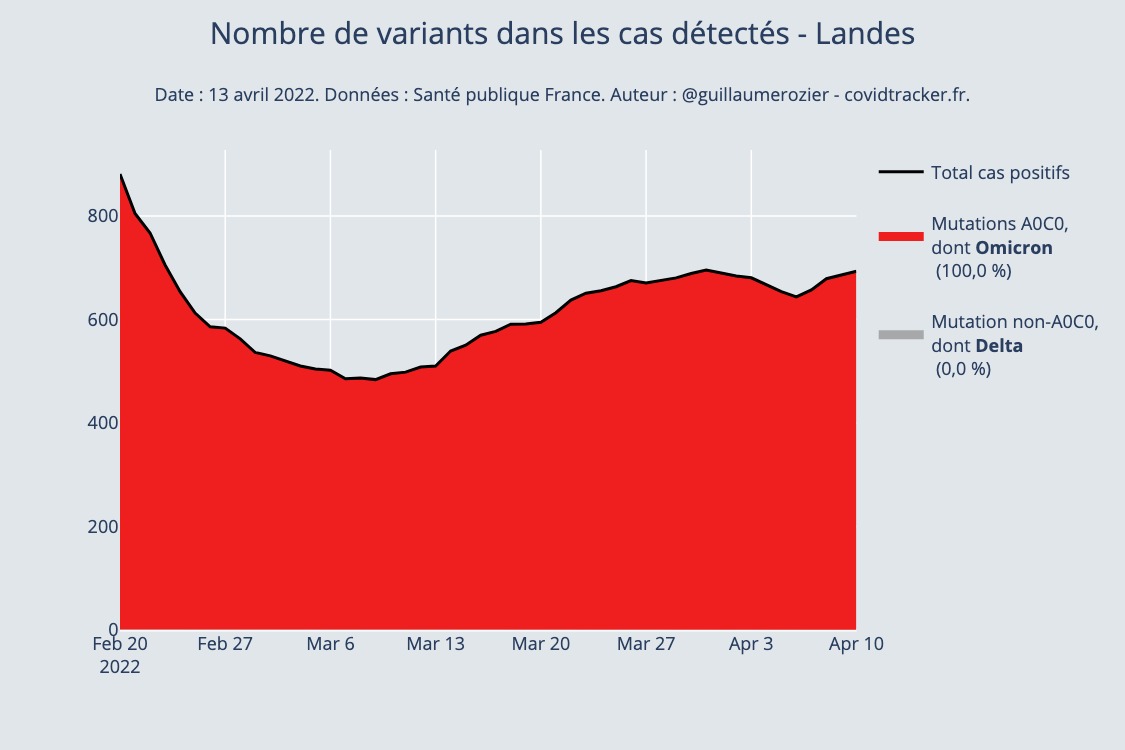 Nombre de variants dans les cas détectés - Landes
Date : 13 avril 2022. Données : Santé publique France. Auteur : @guillaumerozier - covidtracker.fr.
Total cas positifs
Mutations A0C0,
dont Omicron
(100,0 %)
Mutation non-A0C0,
dont Delta
(0,0 %)
800
600
400
200
0
Feb 20 Feb 27 Mar 6 Mar 13 Mar 20 Mar 27 Apr 3 Apr 10
2022